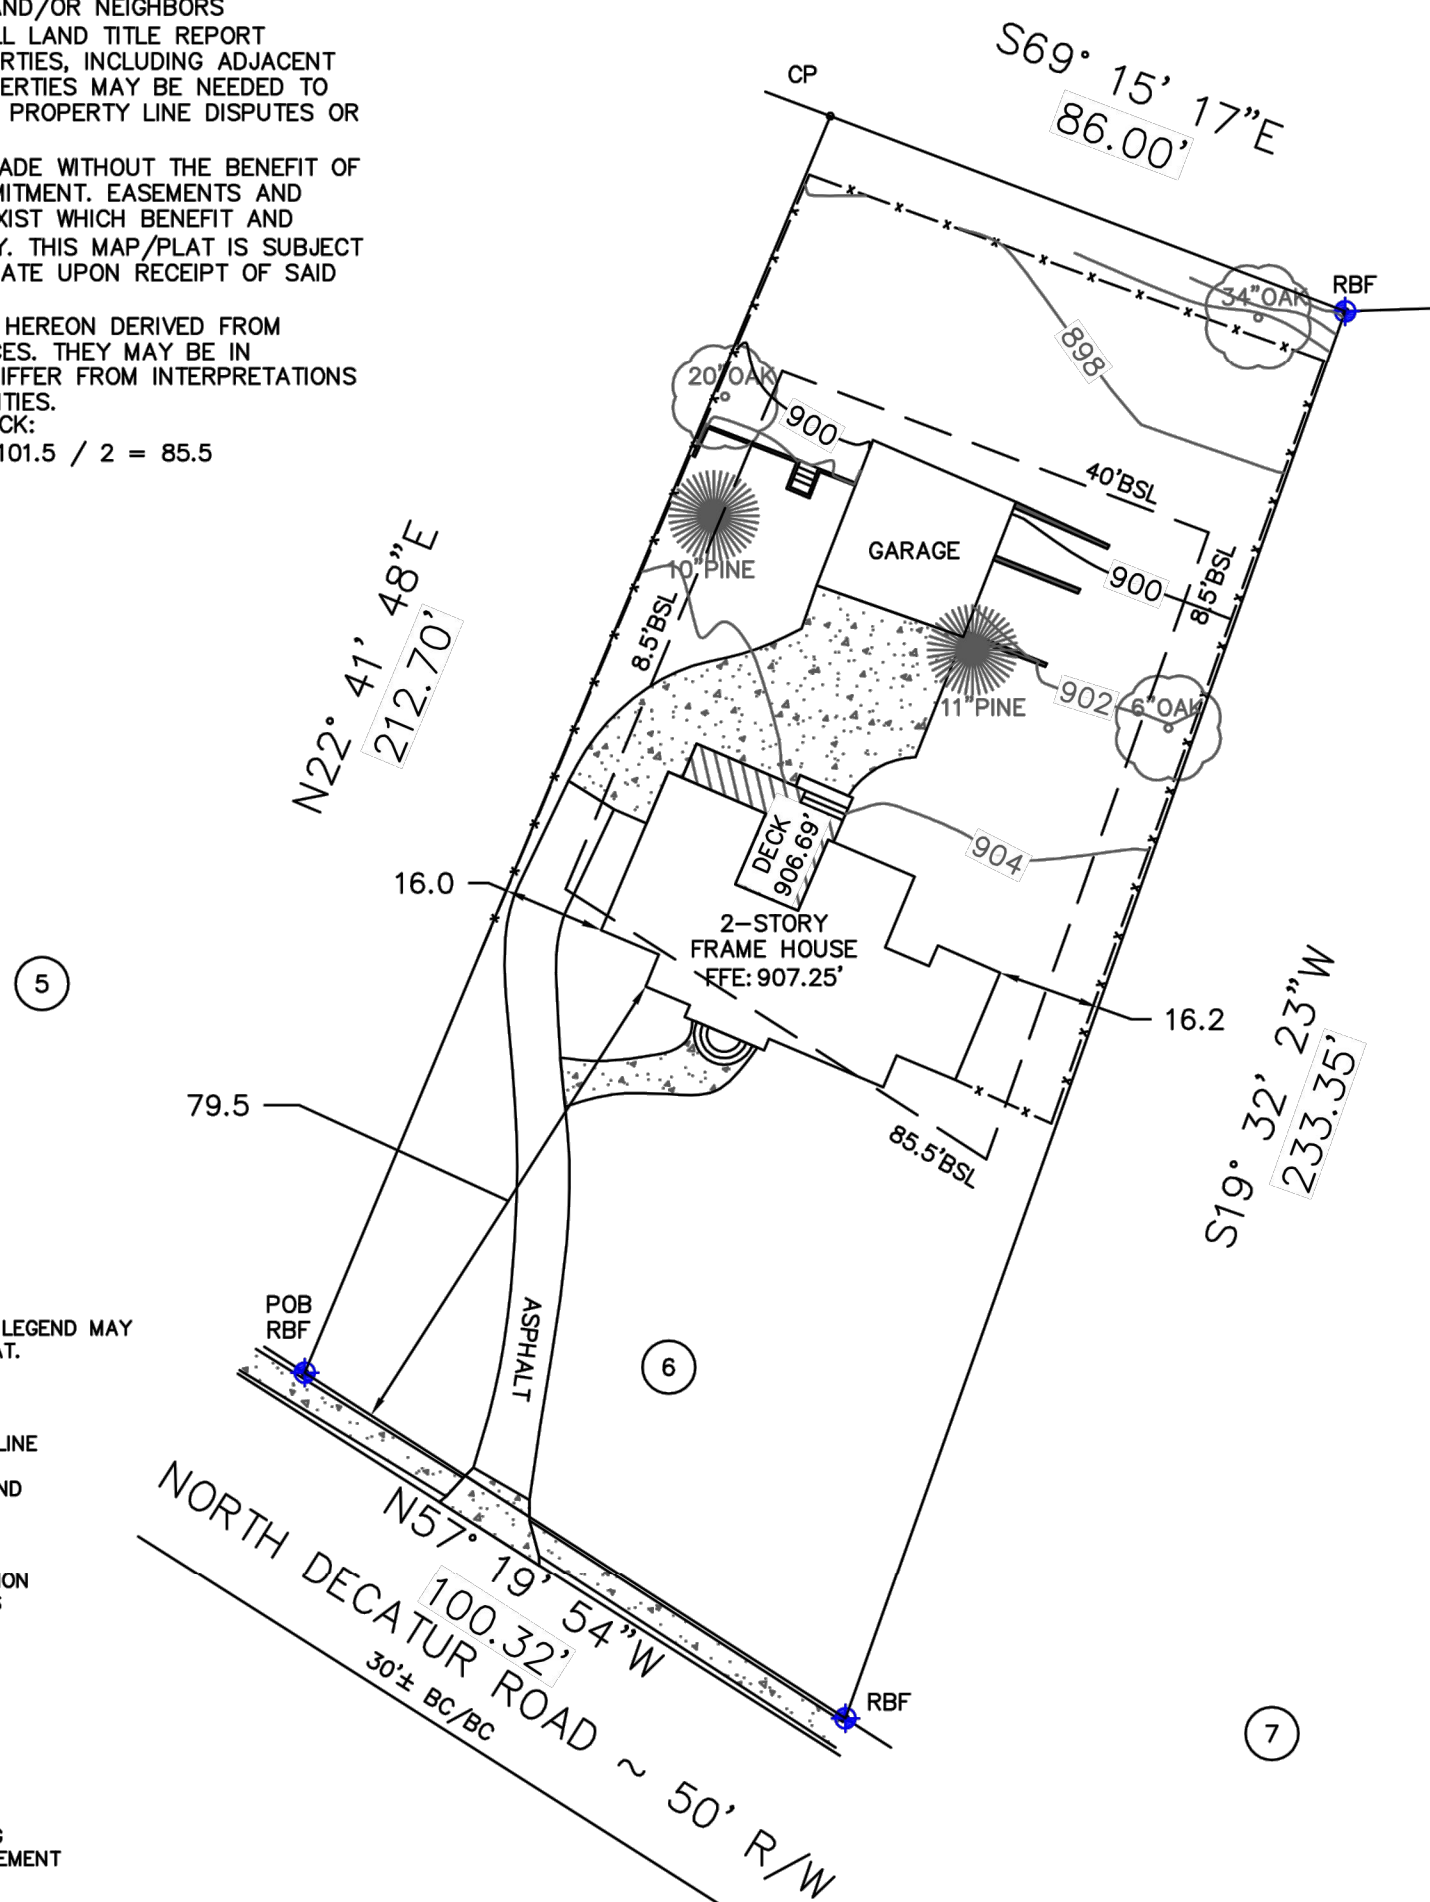 AND/OR NEIGHBORS
LL LAND TITLE REPORT
RTIES, INCLUDING ADJACENT
ERTIES MAY BE NEEDED TO
PROPERTY LINE DISPUTES OR
ADE WITHOUT THE BENEFIT OF
MITMENT. EASEMENTS AND
XIST WHICH BENEFIT AND
Y. THIS MAP/PLAT IS SUBJECT
ATE UPON RECEIPT OF SAID
HEREON DERIVED FROM
CES. THEY MAY BE IN
IFFER FROM INTERPRETATIONS
ITIES.
CK:
101.5 / 2 = 85.5
CP
S69° 15' 17"E
86.00'
34"OAK
RBF
898
20"OAK
900
40'BSL
GARAGE
10"PINE
900
8.5'BSL
8.5'BSL
N22° 41' 48"E
212.70'
902
6"OAK
11"PINE
DECK
906.69'
904
16.0
2-STORY
FRAME HOUSE
FFE: 907.25'
5
16.2
S19° 32' 23"W
233.35'
79.5
85.5'BSL
POB
RBF
LEGEND MAY
AT.
ASPHALT
6
LINE
ND
ION
S
N57° 19' 54"W
100.32'
NORTH DECATUR ROAD ~ 50' R/W
30'± BC/BC
RBF
7
G
EMENT